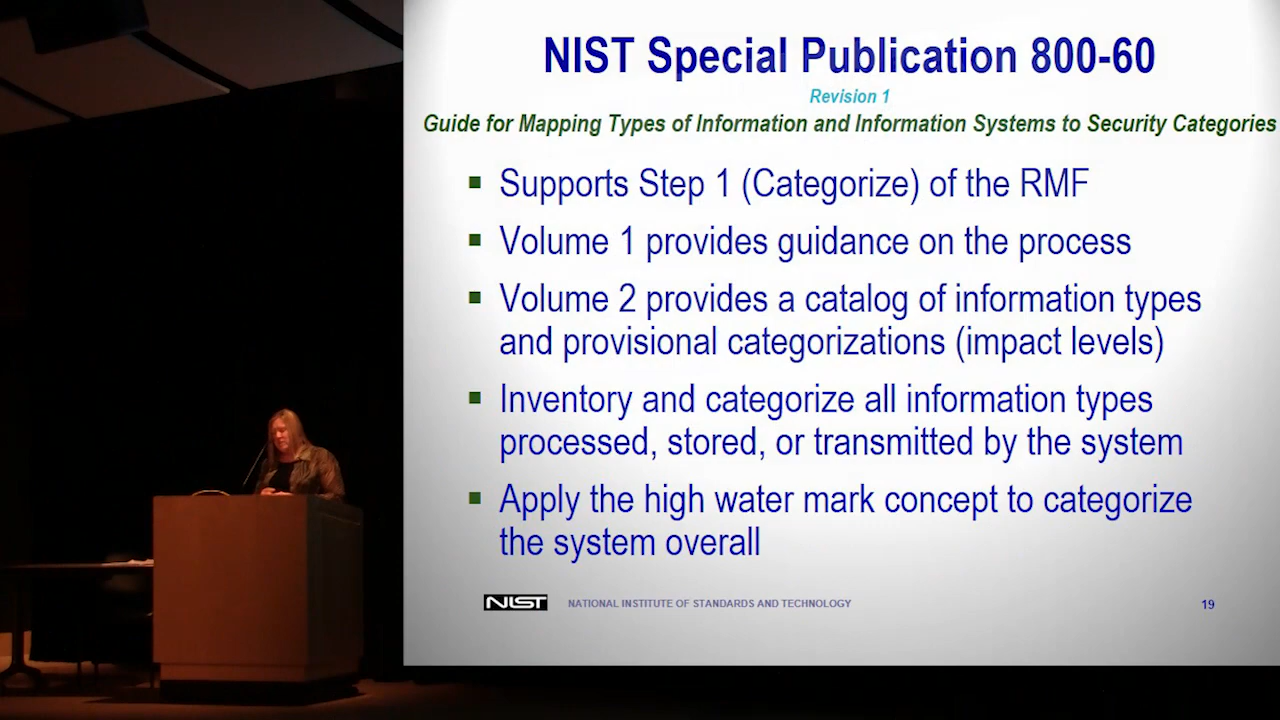 NIST Special Publication 800-60
Revision 1
Guide for Mapping Types of Information and Information Systems to Security Categories
▪ Supports Step 1 (Categorize) of the RMF
▪ Volume 1 provides guidance on the process
▪ Volume 2 provides a catalog of information types
and provisional categorizations (impact levels)
▪ Inventory and categorize all information types
processed, stored, or transmitted by the system
▪ Apply the high water mark concept to categorize
the system overall
NIST NATIONAL INSTITUTE OF STANDARDS AND TECHNOLOGY 19